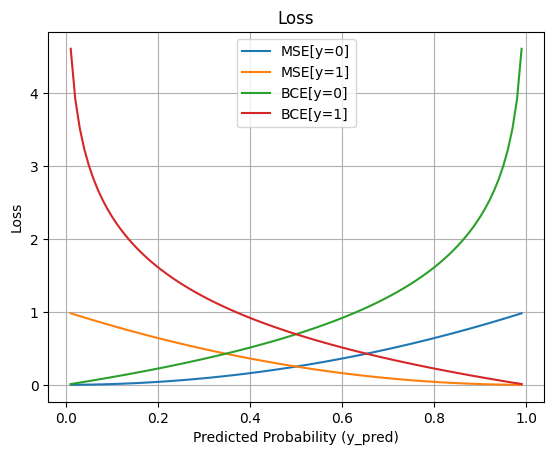 Loss
MSE[y=0]
MSE[y=1]
BCE[y=0]
BCE[y=1]
Loss
4
3
2
1
0
0.0 0.2 0.4 0.6 0.8 1.0
Predicted Probability (y_pred)